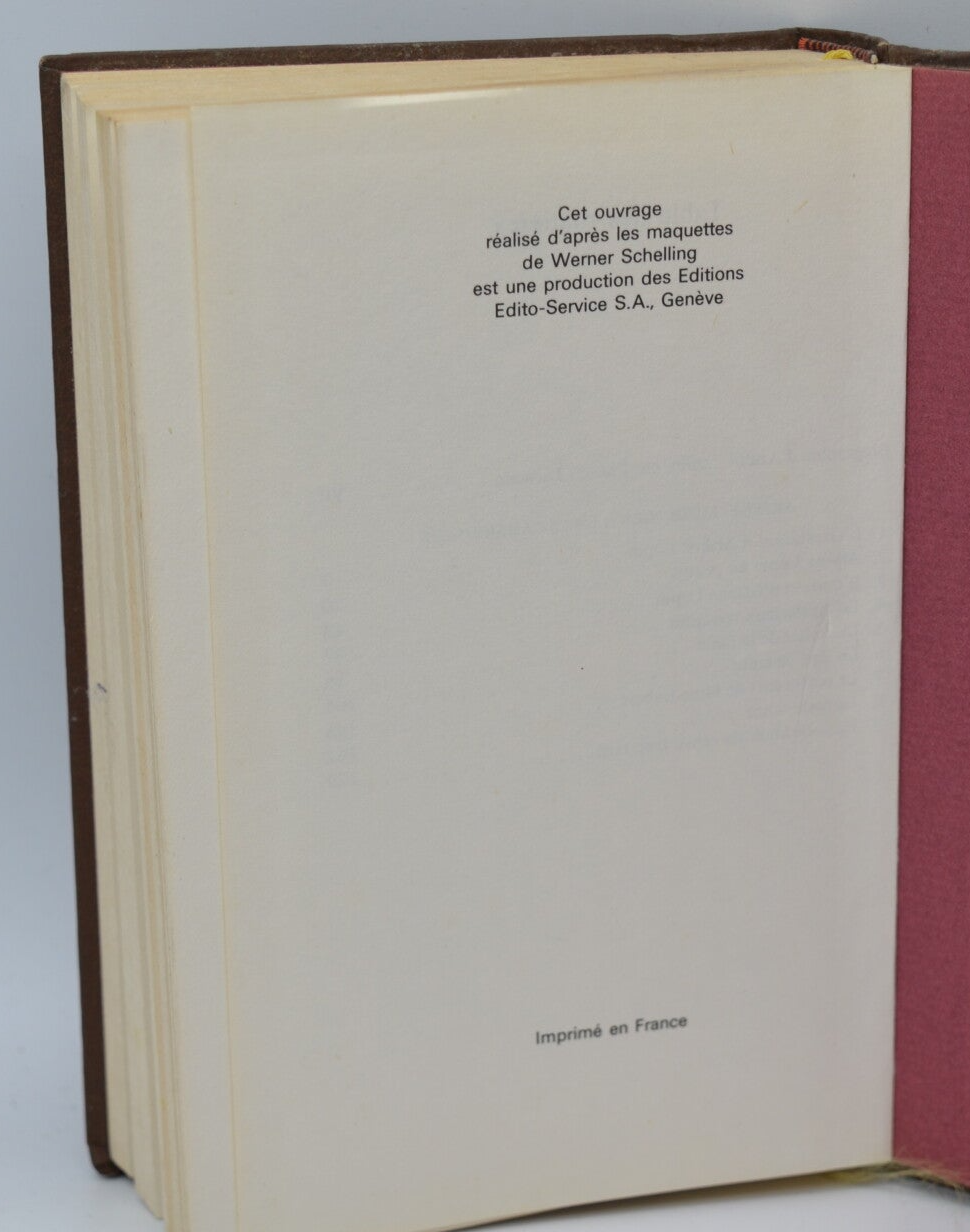 Cet ouvrage
réalisé d'après les maquettes
de Werner Schelling
est une production des Editions
Edito-Service S.A., Genève
Imprimé en France